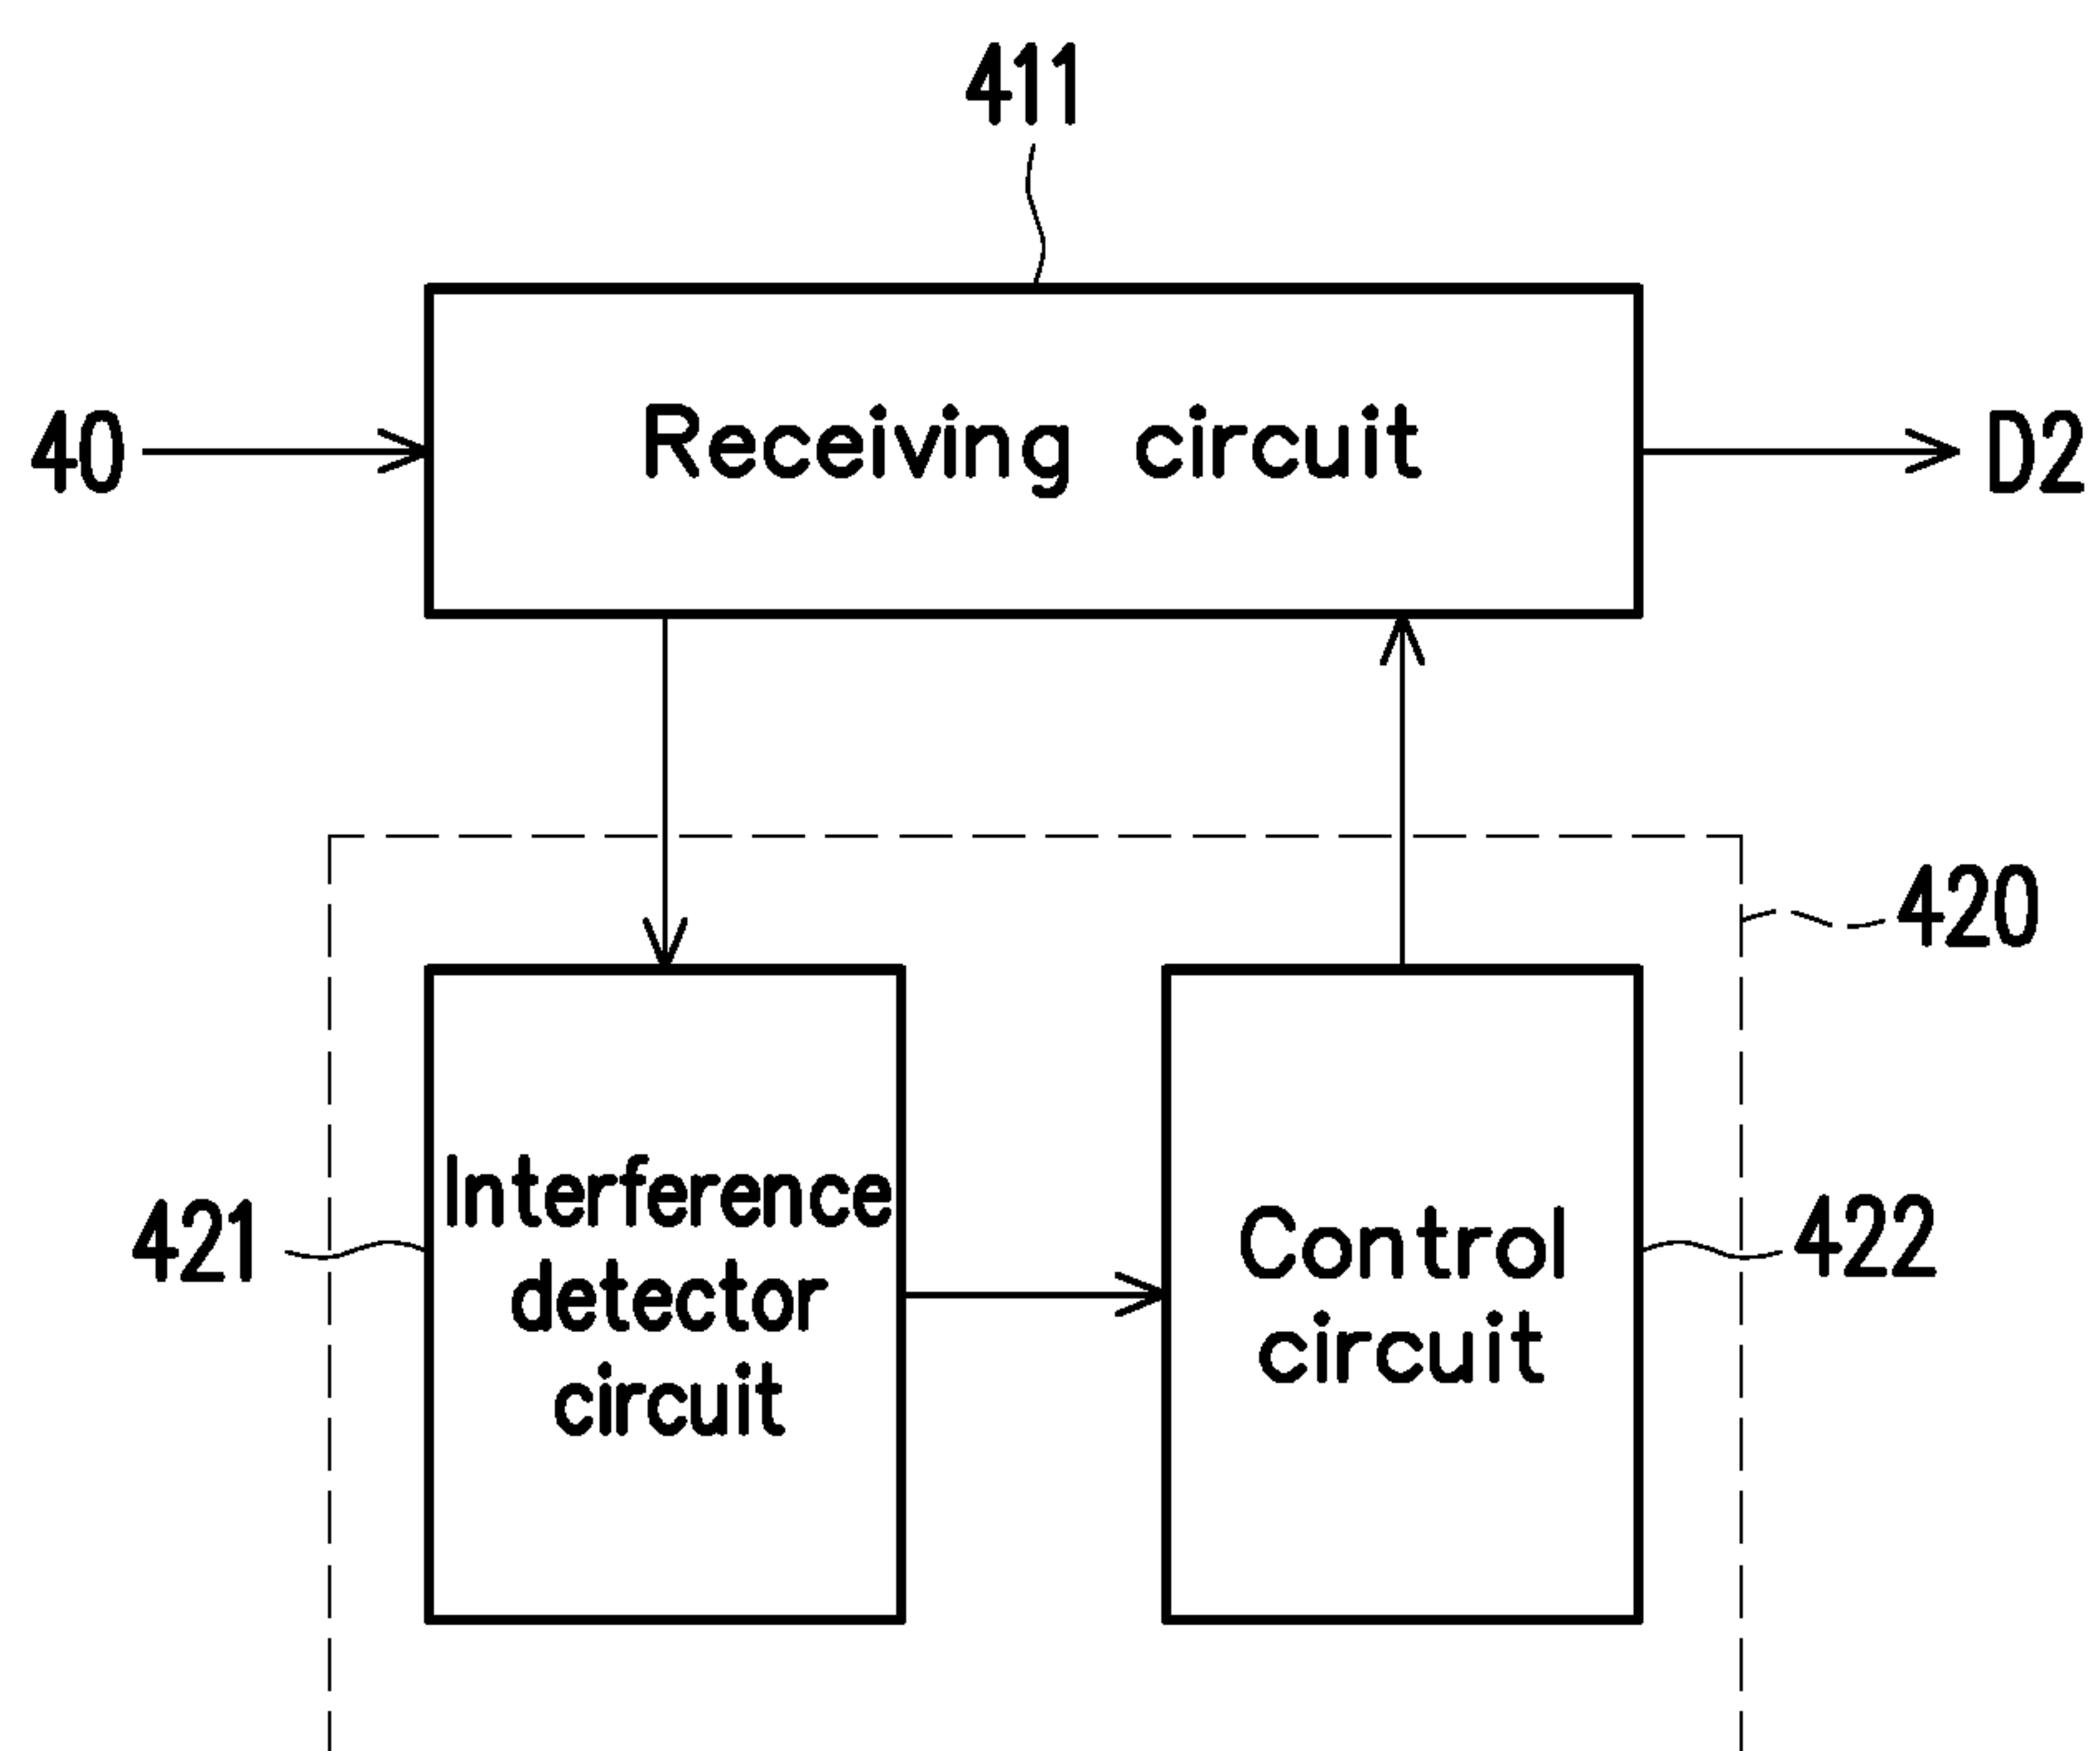 411
40
Receiving circuit
D2
420
421
Interference
detector
circuit
Control
circuit
422